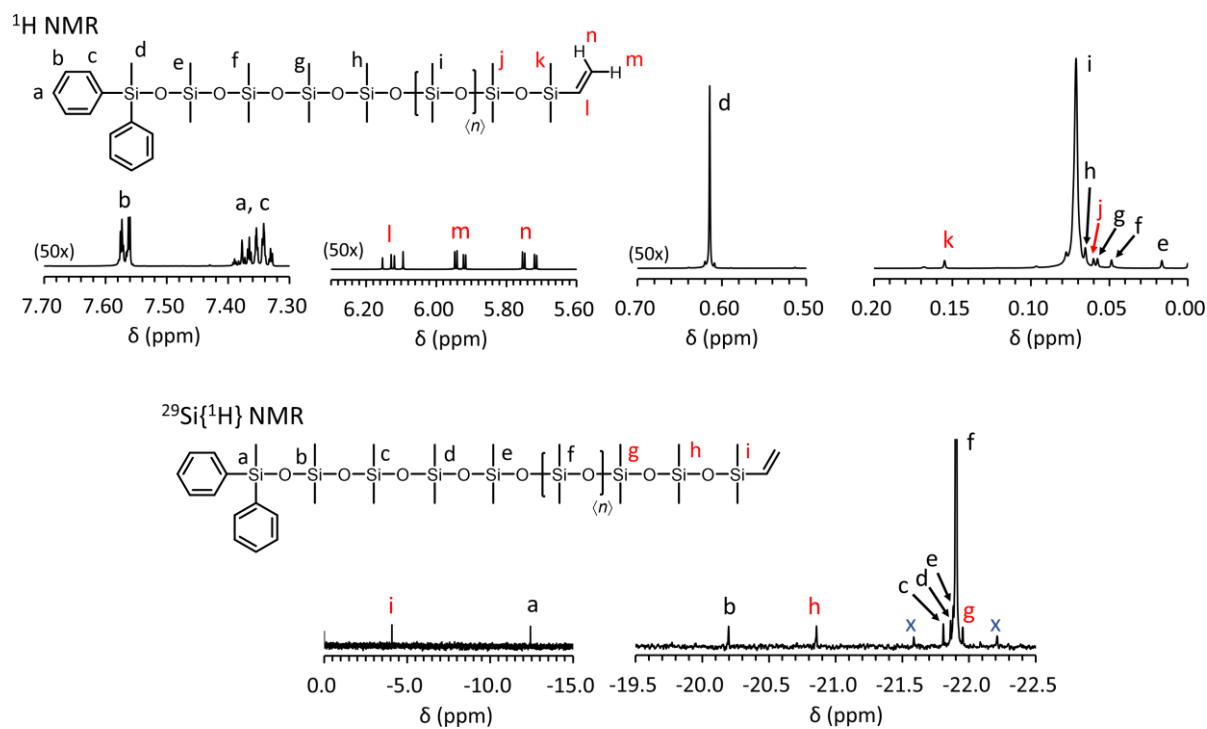 ¹H NMR
n
d e f g h i j k m
b c
a
Si O Si O Si O Si O Si O Si O Si O Si
H
H
l
⟨n⟩
b
a, c
(50x)
7.70 7.60 7.50 7.40 7.30
δ (ppm)
l m n
(50x)
(50x)
6.20 6.00 5.80 5.60
δ (ppm)
d
0.70 0.60 0.50
δ (ppm)
i
h
j
g
f
k
e
0.20 0.15 0.10 0.05 0.00
δ (ppm)
²⁹Si{¹H} NMR
a b c d e f g h i
Si O Si O Si O Si O Si O Si O Si O Si O Si
⟨n⟩
i a
0.0 -5.0 -10.0 -15.0
δ (ppm)
f
e
d
c
b h x g x
-19.5 -20.0 -20.5 -21.0 -21.5 -22.0 -22.5
δ (ppm)